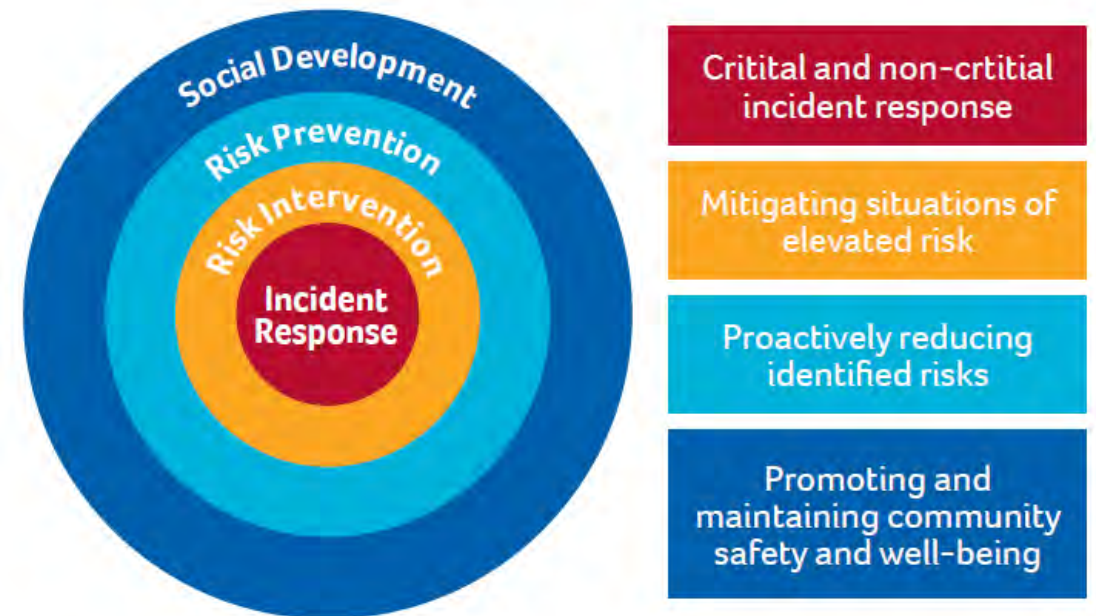 Social Development
Risk Prevention
Risk Intervention
Incident
Response
Critital and non-crtitial
incident response
Mitigating situations of
elevated risk
Proactively reducing
identified risks
Promoting and
maintaining community
safety and well-being